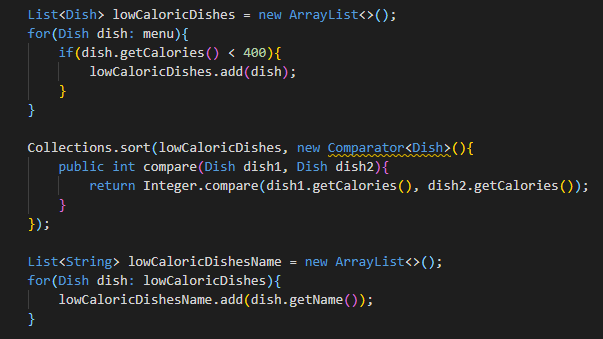 List<Dish> lowCaloricDishes = new ArrayList<>();
for(Dish dish: menu){
    if(dish.getCalories() < 400){
        lowCaloricDishes.add(dish);
    }
}

Collections.sort(lowCaloricDishes, new Comparator<Dish>(){
    public int compare(Dish dish1, Dish dish2){
        return Integer.compare(dish1.getCalories(), dish2.getCalories());
    }
});

List<String> lowCaloricDishesName = new ArrayList<>();
for(Dish dish: lowCaloricDishes){
    lowCaloricDishesName.add(dish.getName());
}